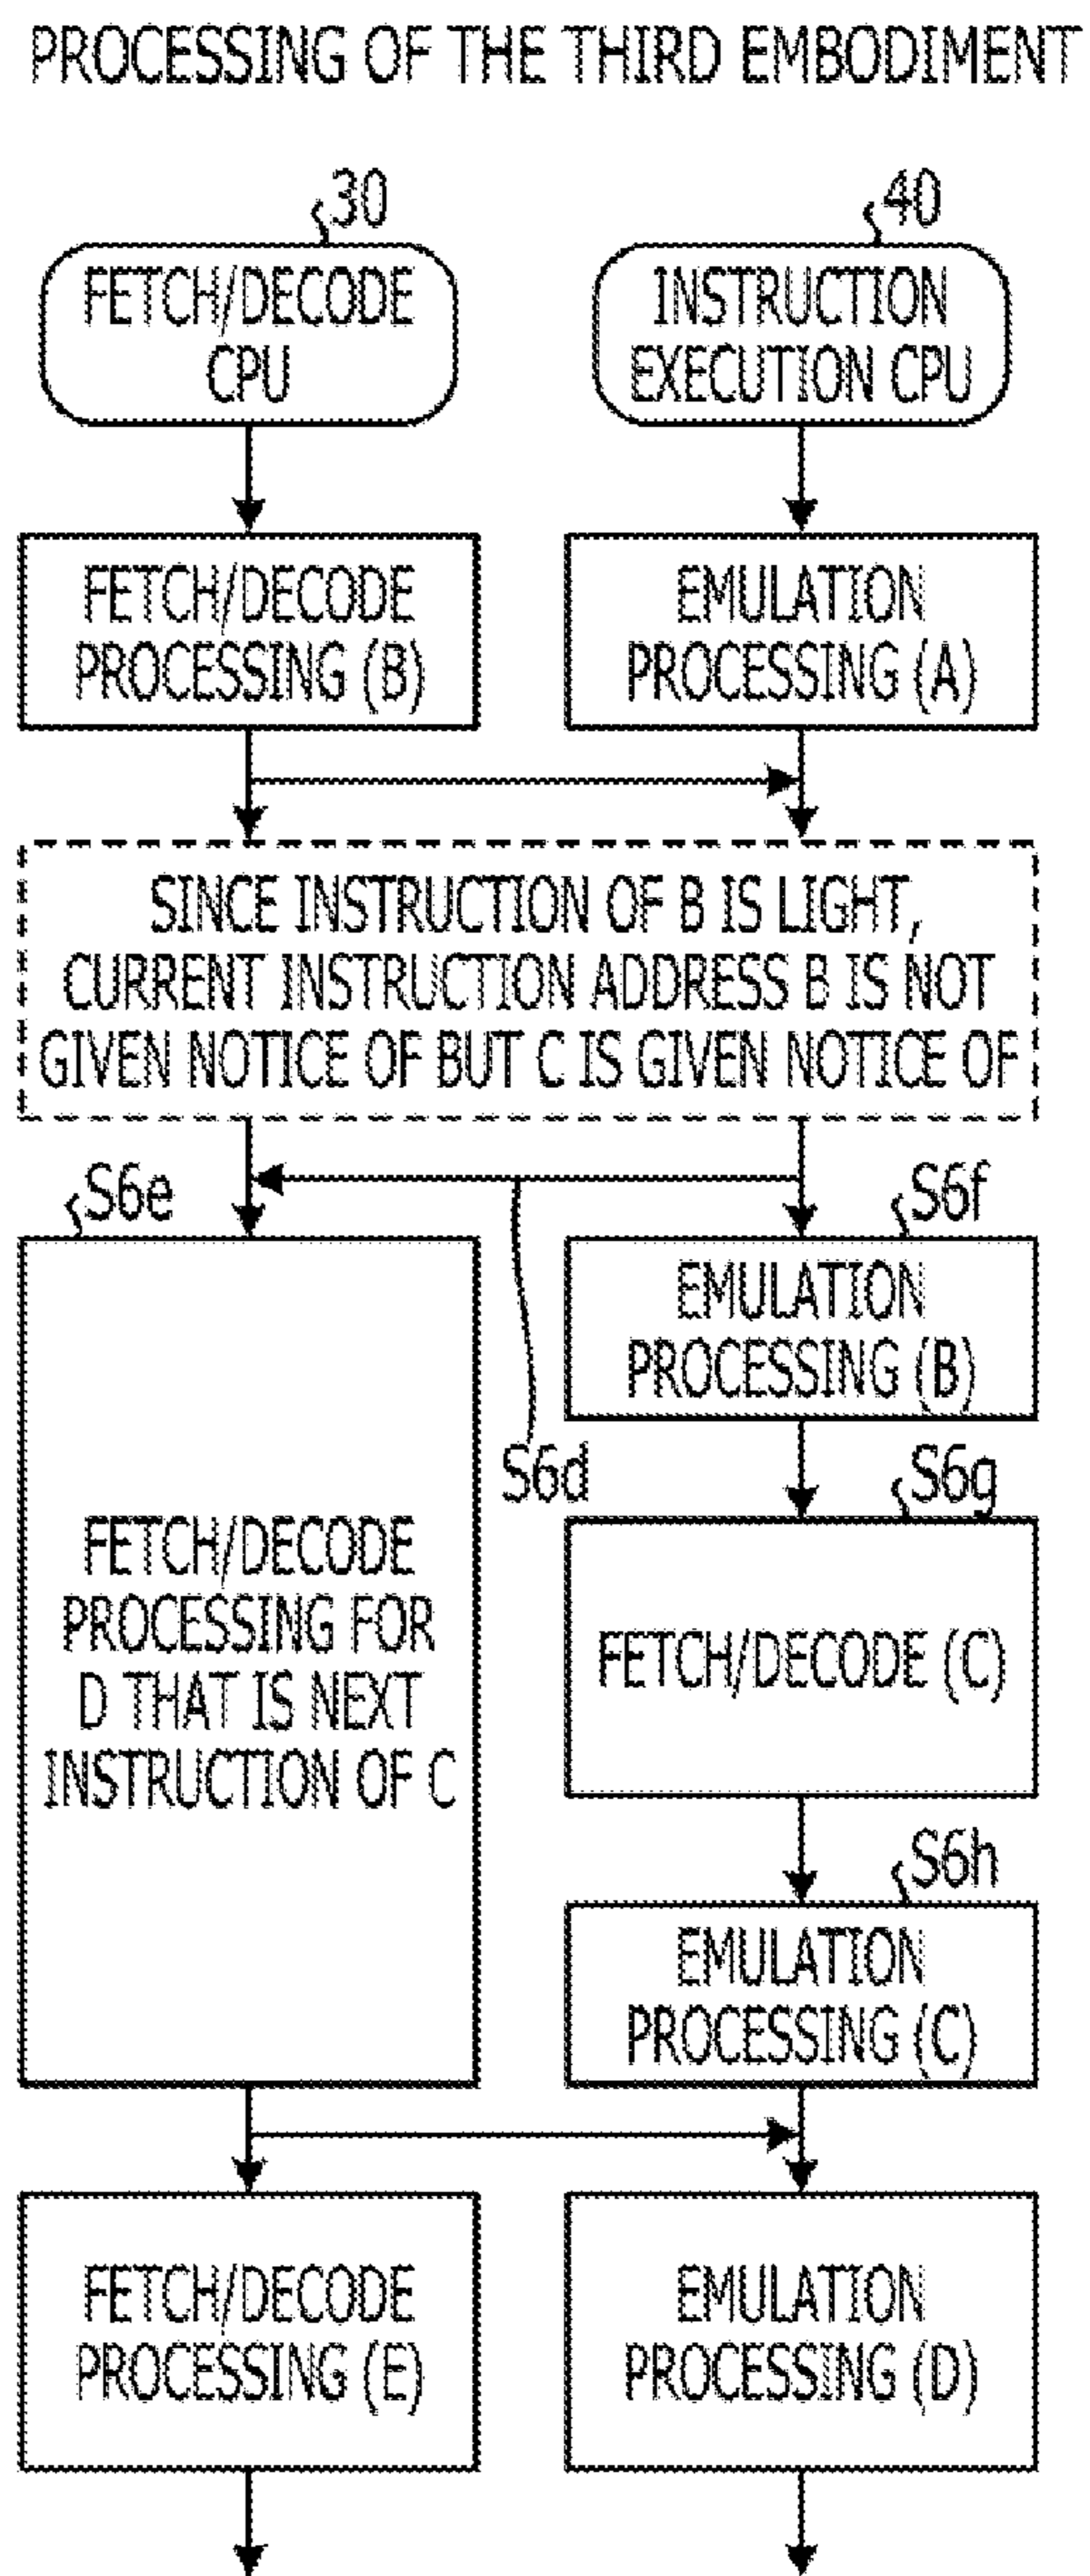 PROCESSING OF THE THIRD EMBODIMENT
30
40
FETCH/DECODE
CPU
INSTRUCTION
EXECUTION CPU
FETCH/DECODE
PROCESSING (B)
EMULATION
PROCESSING (A)
SINCE INSTRUCTION OF B IS LIGHT,
CURRENT INSTRUCTION ADDRESS B IS NOT
GIVEN NOTICE OF BUT C IS GIVEN NOTICE OF
S6e
S6f
EMULATION
PROCESSING (B)
S6d
S6g
FETCH/DECODE
PROCESSING FOR
D THAT IS NEXT
INSTRUCTION OF C
FETCH/DECODE (C)
S6h
EMULATION
PROCESSING (C)
FETCH/DECODE
PROCESSING (E)
EMULATION
PROCESSING (D)